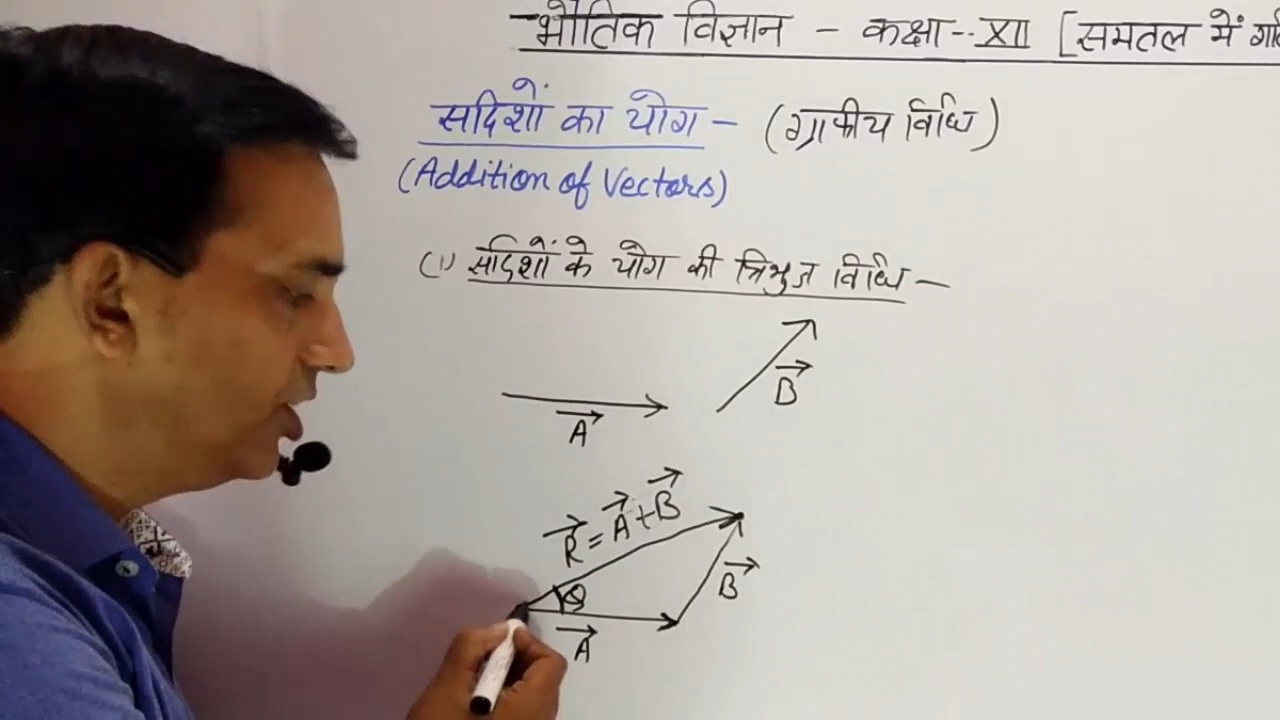 भौतिक विज्ञान - कक्षा - XII [समतल में
सदिशों का योग - (ग्राफीय विधि)
(Addition of Vectors)
(1) सदिशों के योग की त्रिभुज विधि -
A B
R = A + B
θ
B
A